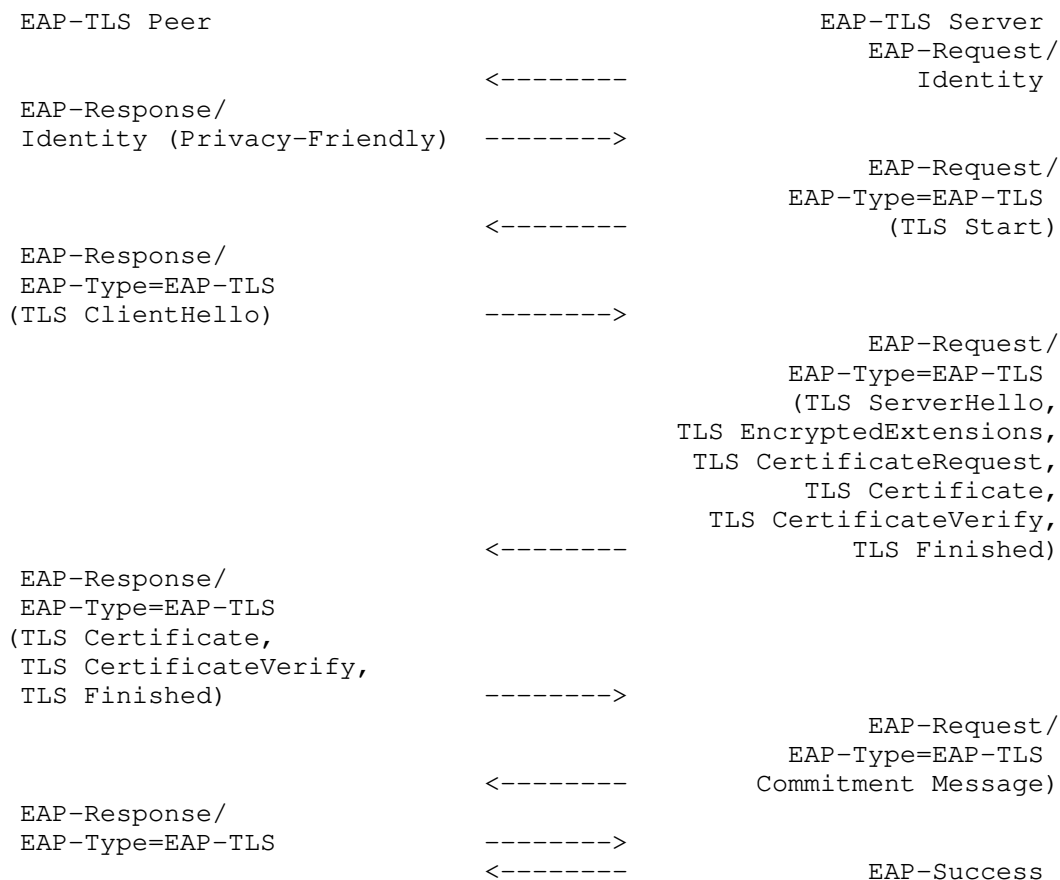 EAP-TLS Peer                                      EAP-TLS Server
                                                     EAP-Request/
                             <--------                  Identity
EAP-Response/
Identity (Privacy-Friendly)  -------->
                                                     EAP-Request/
                                                EAP-Type=EAP-TLS
                             <--------                (TLS Start)
EAP-Response/
EAP-Type=EAP-TLS
(TLS ClientHello)            -------->
                                                     EAP-Request/
                                                EAP-Type=EAP-TLS
                                                (TLS ServerHello,
                                         TLS EncryptedExtensions,
                                          TLS CertificateRequest,
                                                 TLS Certificate,
                                           TLS CertificateVerify,
                             <--------              TLS Finished)
EAP-Response/
EAP-Type=EAP-TLS
(TLS Certificate,
TLS CertificateVerify,
TLS Finished)                -------->
                                                     EAP-Request/
                                                EAP-Type=EAP-TLS
                             <--------        Commitment Message)
EAP-Response/
EAP-Type=EAP-TLS             -------->
                             <--------               EAP-Success